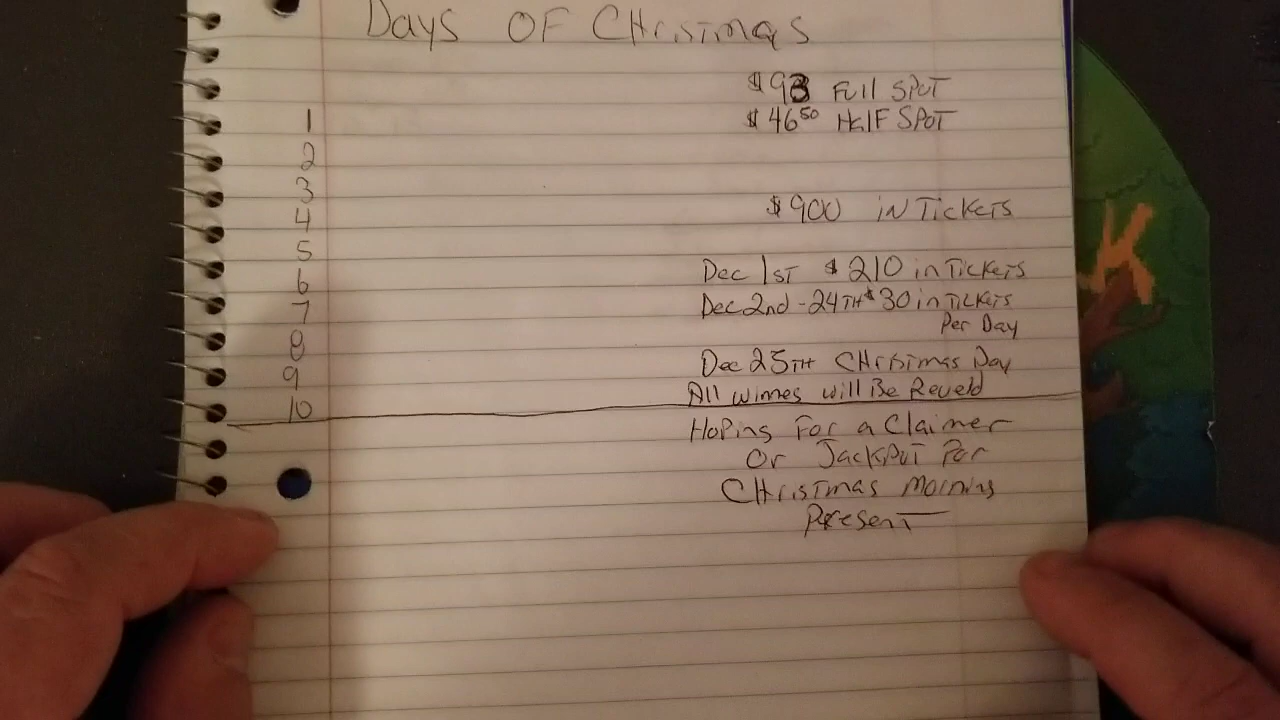 Days OF CHrisTmas
$93 Full SPOT
$46 50 HalF SPOT
1
2
3
$900 in TickeTs
4
5
Dec 1sT $210 in TickeTs
6
Dec 2nd - 24TH $30 in TickeTs
7
Per Day
8
Dec 25TH CHrisTmas Day
9
All winnes will Be Reveld
10
HoPing For a Claimer
Or JackPoT For
CHrisTmas morning
PresenT